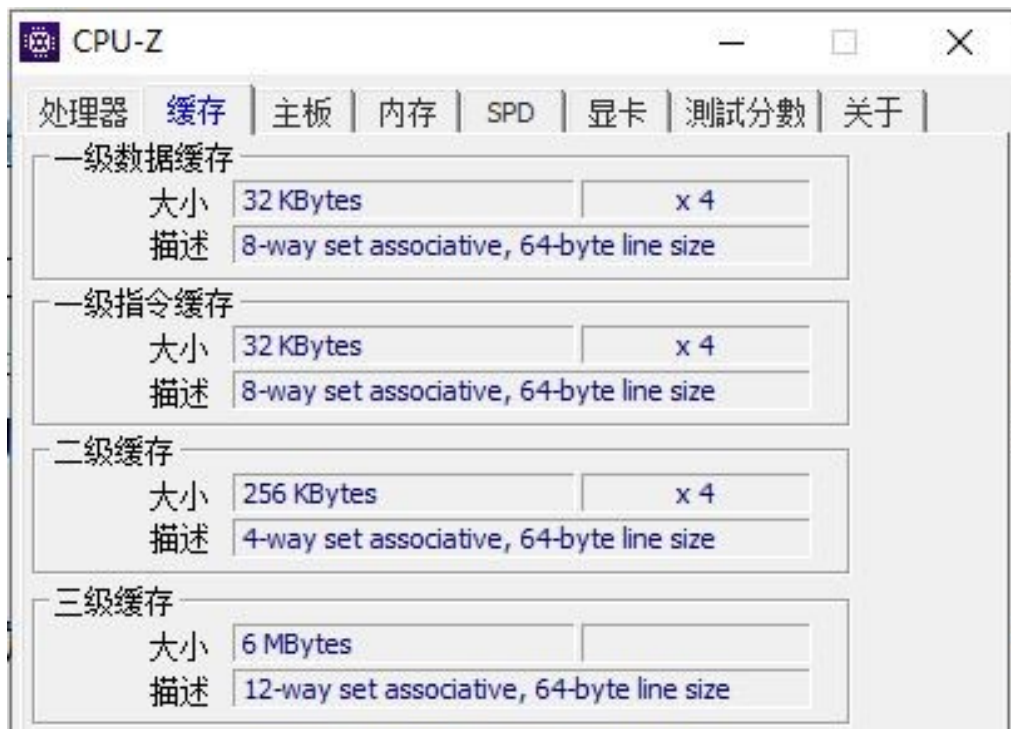 CPU-Z
处理器 缓存 主板 内存 SPD 显卡 測試分數 关于
一级数据缓存
大小 32 KBytes x 4
描述 8-way set associative, 64-byte line size
一级指令缓存
大小 32 KBytes x 4
描述 8-way set associative, 64-byte line size
二级缓存
大小 256 KBytes x 4
描述 4-way set associative, 64-byte line size
三级缓存
大小 6 MBytes
描述 12-way set associative, 64-byte line size